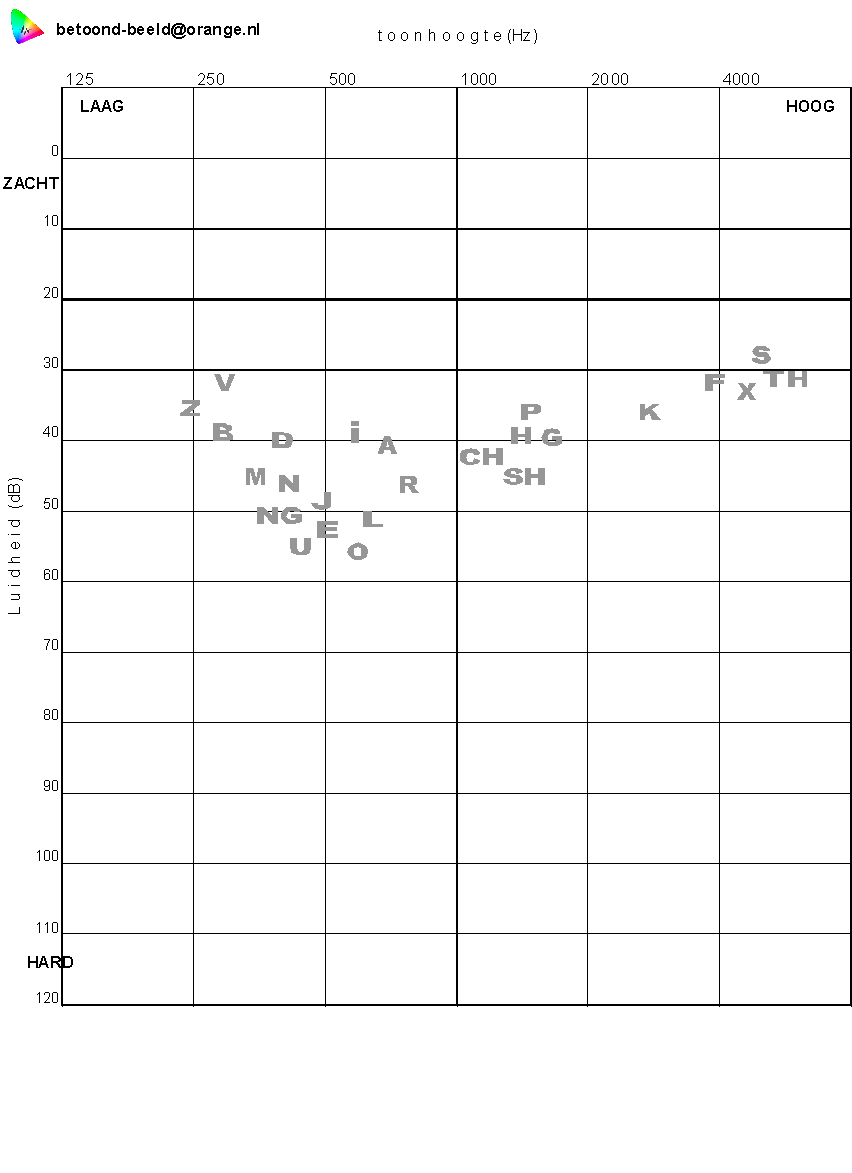 betoond-beeld@orange.nl
toonhoogte (Hz)
125 250 500 1000 2000 4000
LAAG HOOG
0
ZACHT
10
20
30
S
V F TH
X
Z P K
B i H G
40 D A
CH
M N R SH
J
50
NG L
E
U O
60
Luidheid (dB)
70
80
90
100
110
HARD
120